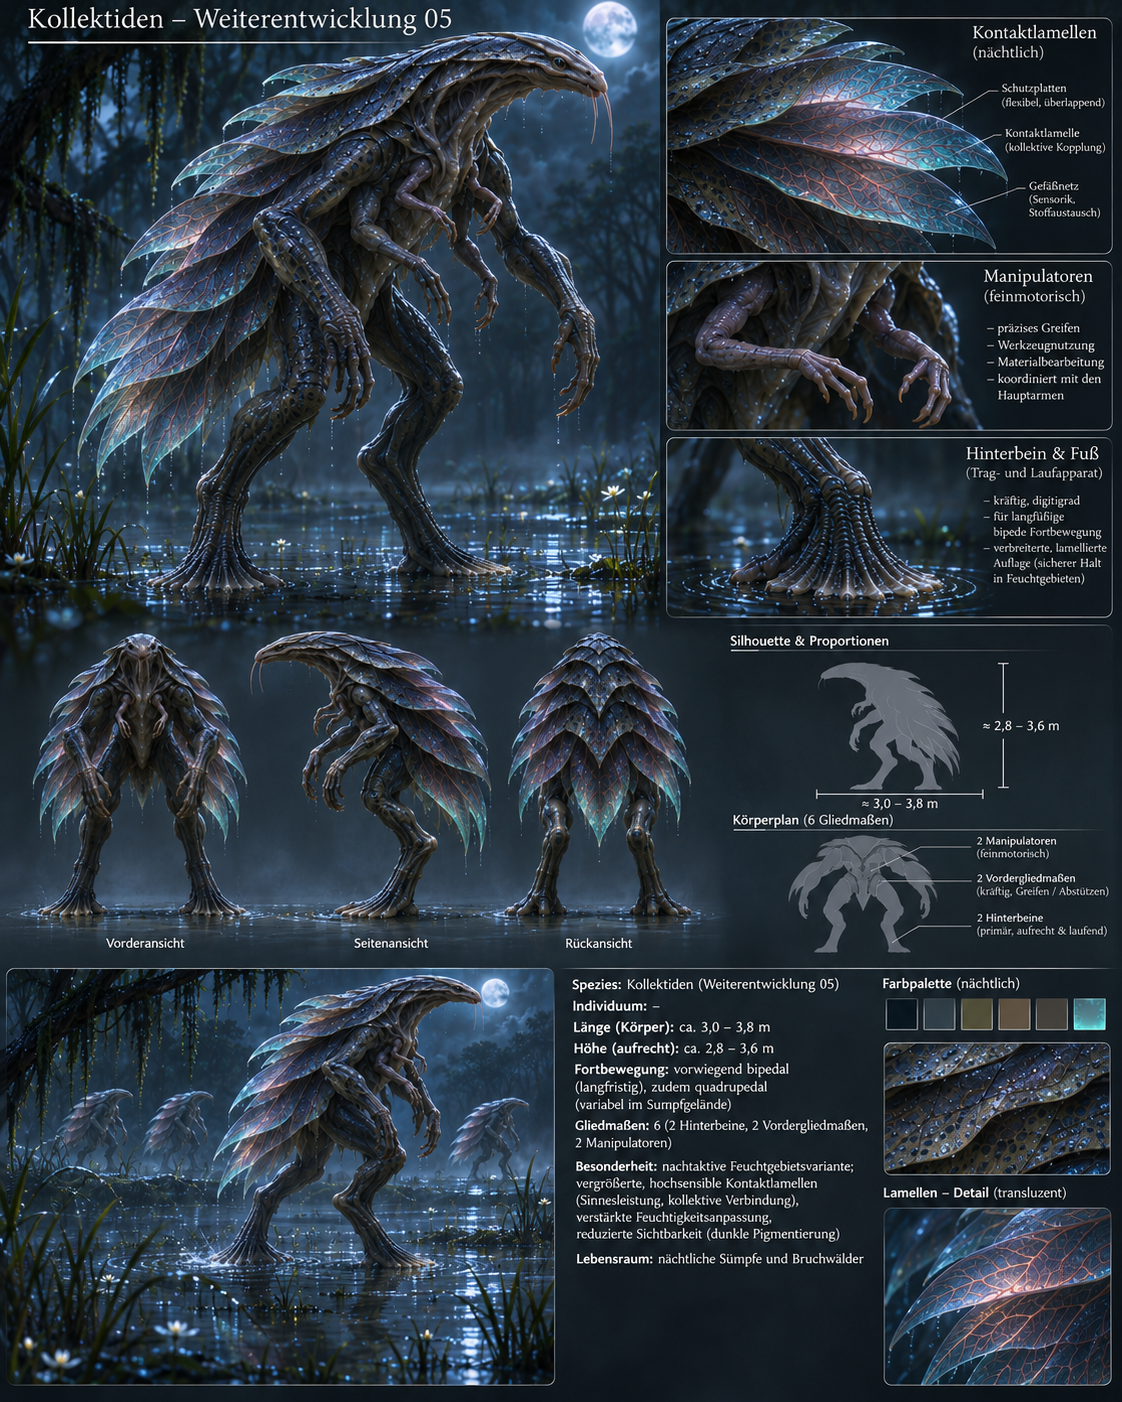 Kollektiden – Weiterentwicklung 05
Kontaktlamellen
(nächtlich)
Schutzplatten
(flexibel, überlappend)
Kontaktlamelle
(kollektive Kopplung)
Gefäßnetz
(Sensorik,
Stoffaustausch)
Manipulatoren
(feinmotorisch)
– präzises Greifen
– Werkzeugnutzung
– Materialbearbeitung
– koordiniert mit den
Hauptarmen
Hinterbein & Fuß
(Trag- und Laufapparat)
– kräftig, digitigrad
– für langfüßige
bipede Fortbewegung
– verbreiterte, lamellierte
Auflage (sicherer Halt
in Feuchtgebieten)
Vorderansicht
Seitenansicht
Rückansicht
Silhouette & Proportionen
≈ 2,8 – 3,6 m
≈ 3,0 – 3,8 m
Körperplan (6 Gliedmaßen)
2 Manipulatoren
(feinmotorisch)
2 Vordergliedmaßen
(kräftig, Greifen / Abstützen)
2 Hinterbeine
(primär, aufrecht & laufend)
Spezies: Kollektiden (Weiterentwicklung 05)
Individuum: –
Länge (Körper): ca. 3,0 – 3,8 m
Höhe (aufrecht): ca. 2,8 – 3,6 m
Fortbewegung: vorwiegend bipedal
(langfristig), zudem quadrupedal
(variabel im Sumpfgelände)
Gliedmaßen: 6 (2 Hinterbeine, 2 Vordergliedmaßen,
2 Manipulatoren)
Besonderheit: nachtaktive Feuchtgebietsvariante;
vergrößerte, hochsensible Kontaktlamellen
(Sinnesleistung, kollektive Verbindung),
verstärkte Feuchtigkeitsanpassung,
reduzierte Sichtbarkeit (dunkle Pigmentierung)
Lebensraum: nächtliche Sümpfe und Bruchwälder
Farbpalette (nächtlich)
Lamellen – Detail (transluzent)